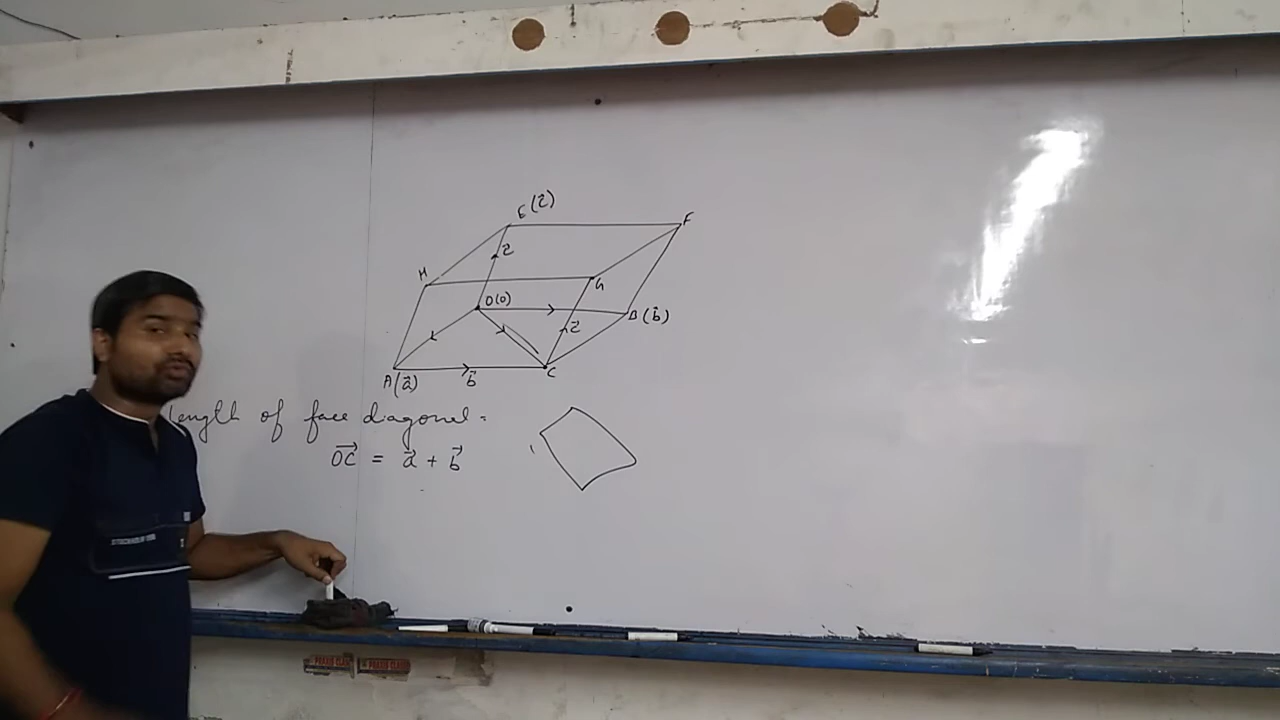 E (c⃗)
F
c⃗
H
G
O(0)
B (b⃗)
c⃗
A (a⃗)
b⃗
C
Length of face diagonal =
OC⃗ = a⃗ + b⃗